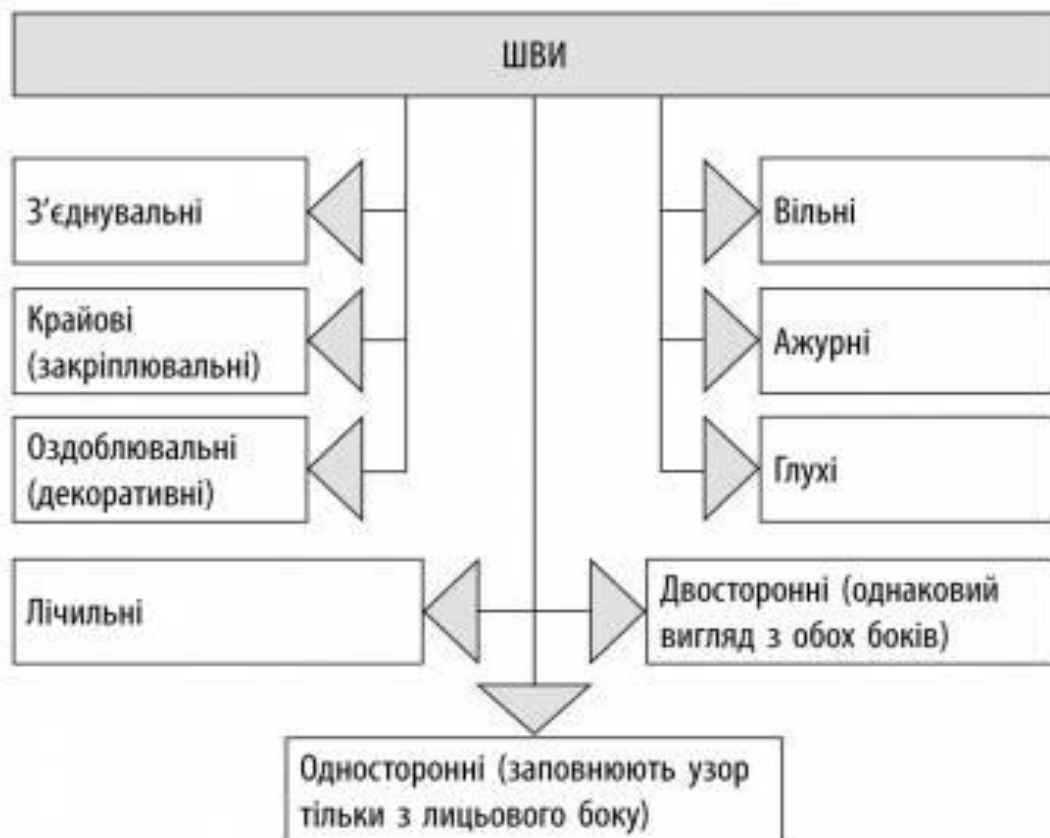 ШВИ
З’єднувальні
Крайові
(закріплювальні)
Оздоблювальні
(декоративні)
Вільні
Ажурні
Глухі
Лічильні
Двосторонні (однаковий
вигляд з обох боків)
Односторонні (заповнюють узор
тільки з лицьового боку)